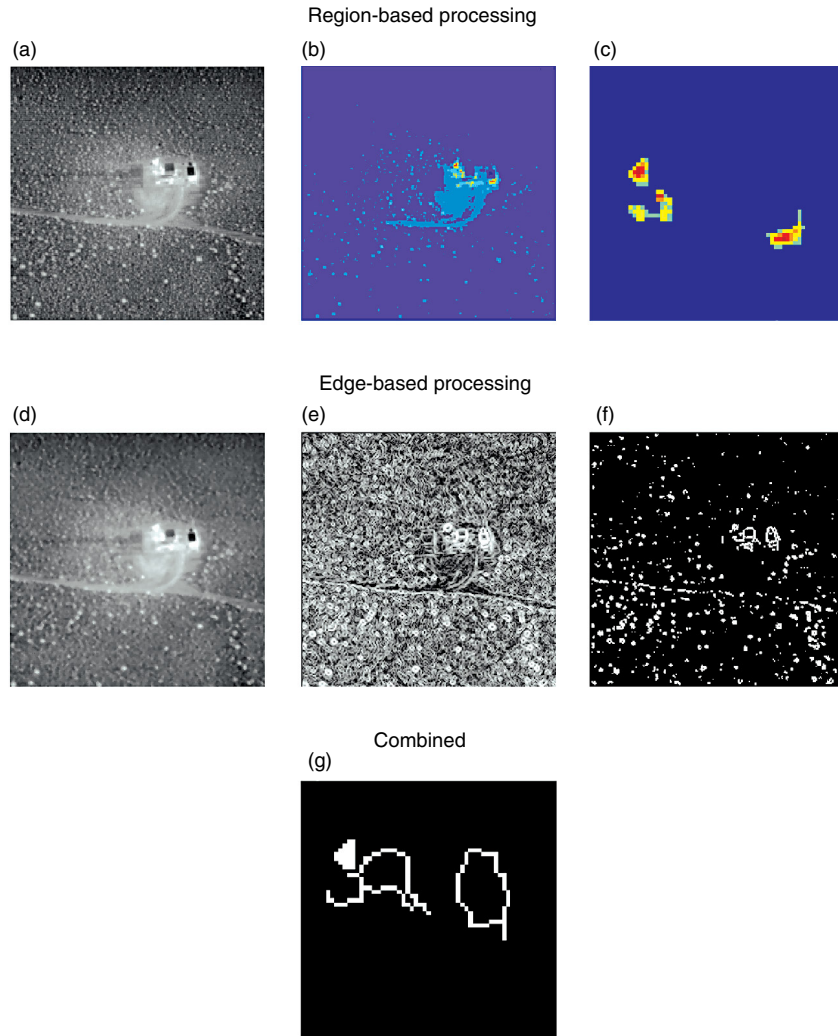 Region-based processing
(a) (b) (c)
Edge-based processing
(d) (e) (f)
Combined
(g)